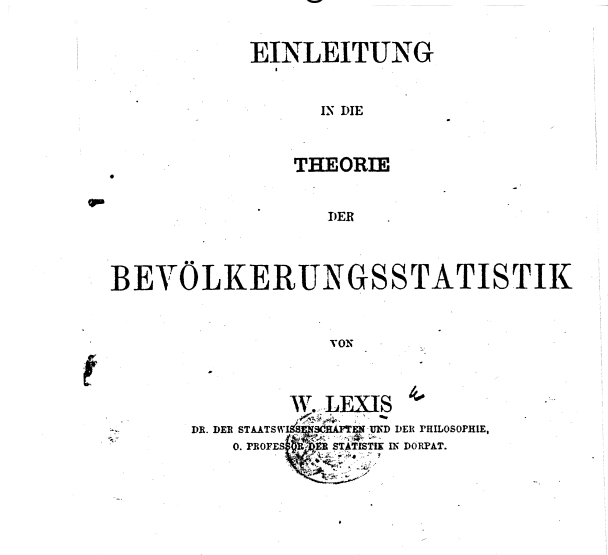 EINLEITUNG
IN DIE
THEORIE
DER
BEVÖLKERUNGSSTATISTIK
VON
W. LEXIS
DR. DER STAATSWISSENSCHAFTEN UND DER PHILOSOPHIE,
O. PROFESSOR DER STATISTIK IN DORPAT.